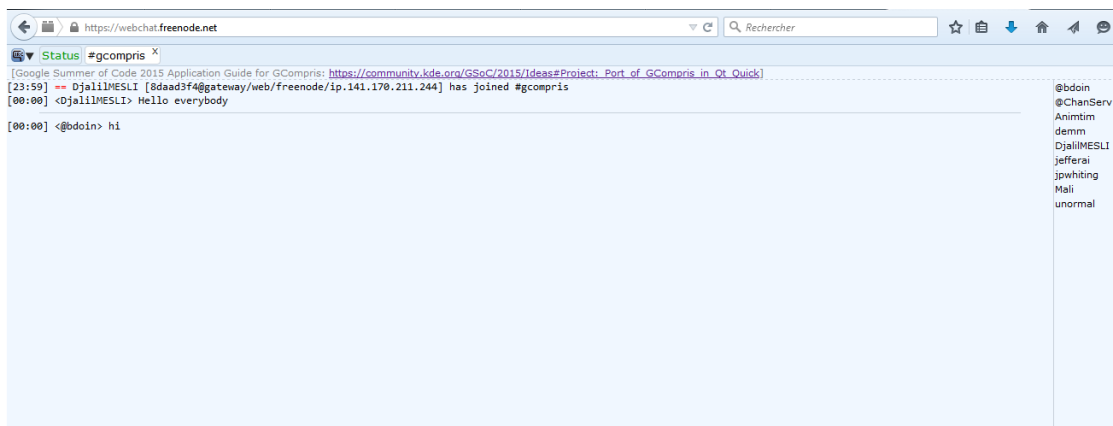 https://webchat.freenode.net
Rechercher
Status #gcompris X
[Google Summer of Code 2015 Application Guide for GCompris: https://community.kde.org/GSoC/2015/Ideas#Project:_Port_of_GCompris_in_Qt_Quick]
[23:59] == DjalilMESLI [8daad3f4@gateway/web/freenode/ip.141.170.211.244] has joined #gcompris
[00:00] <DjalilMESLI> Hello everybody
[00:00] <@bdoin> hi
@bdoin
@ChanServ
Animtim
demm
DjalilMESLI
jefferai
jpwhiting
Mali
unormal